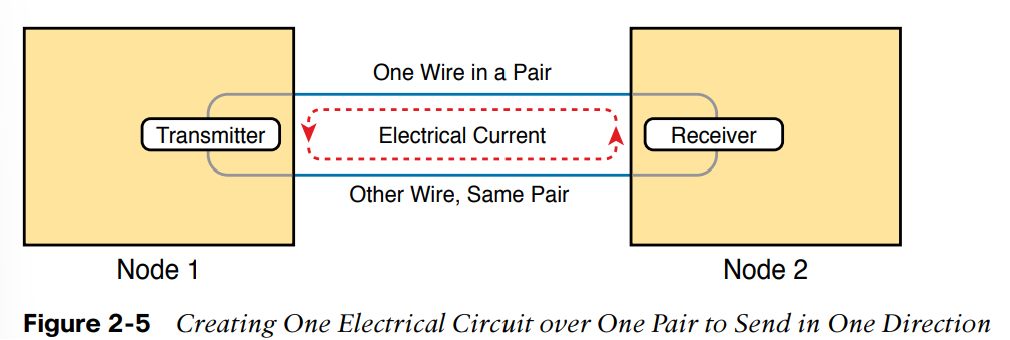 One Wire in a Pair
Transmitter
Electrical Current
Receiver
Other Wire, Same Pair
Node 1
Node 2
Figure 2-5 Creating One Electrical Circuit over One Pair to Send in One Direction